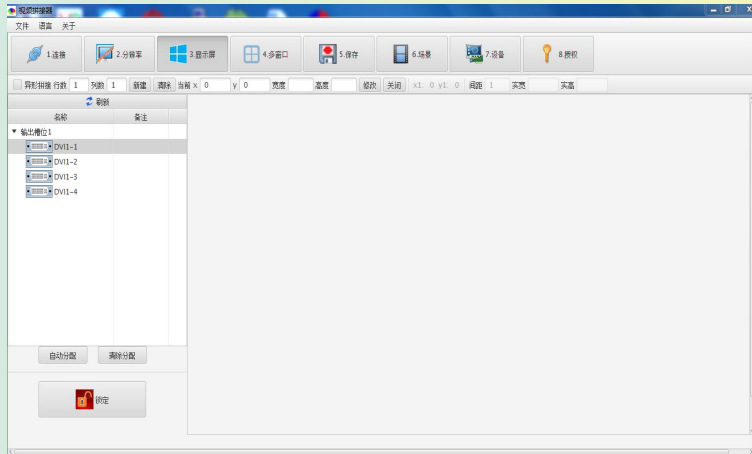 视频拼接器
文件 语言 关于
1.连接 2.分辨率 3.显示屏 4.多窗口 5.保存 6.场景 7.设备 8.授权
异形拼接 行数 1 列数 1 新建 清除 当前 x 0 y 0 宽度 高度 修改 关闭 x1: 0 y1: 0 间距 1 实宽 实高
刷新
名称 备注
输出槽位1
DVI1-1
DVI1-2
DVI1-3
DVI1-4
自动分配 清除分配
锁定